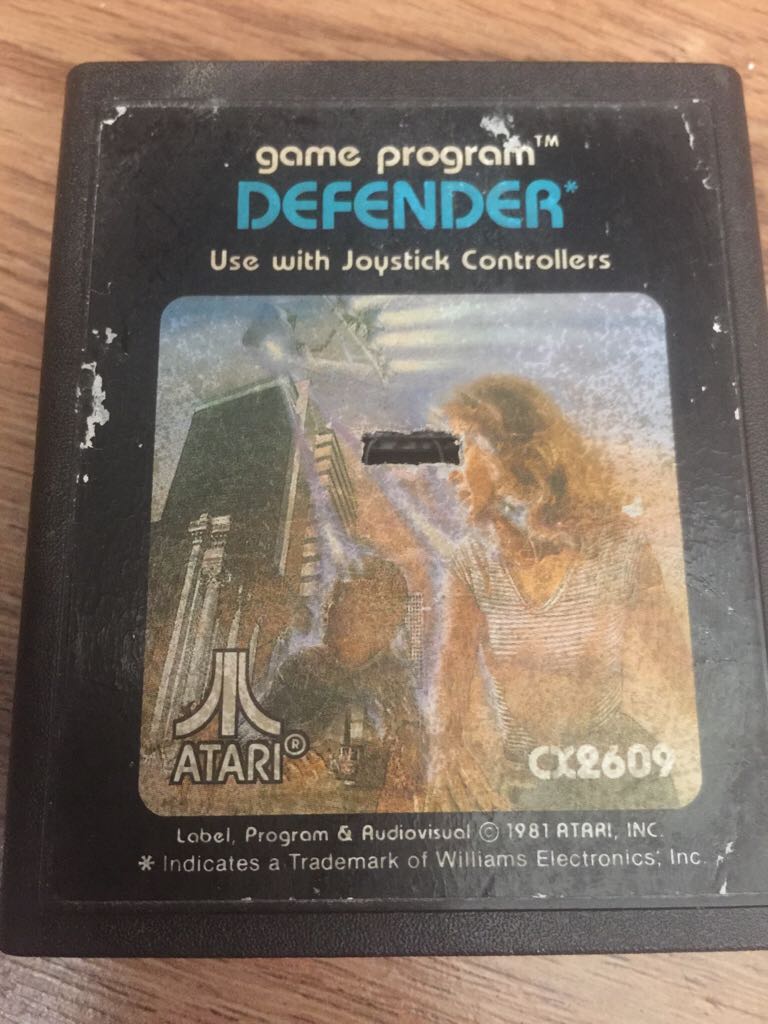 game program™
DEFENDER*
Use with Joystick Controllers
ATARI®
CX2609
Label, Program & Audiovisual © 1981 ATARI, INC.
* Indicates a Trademark of Williams Electronics, Inc.